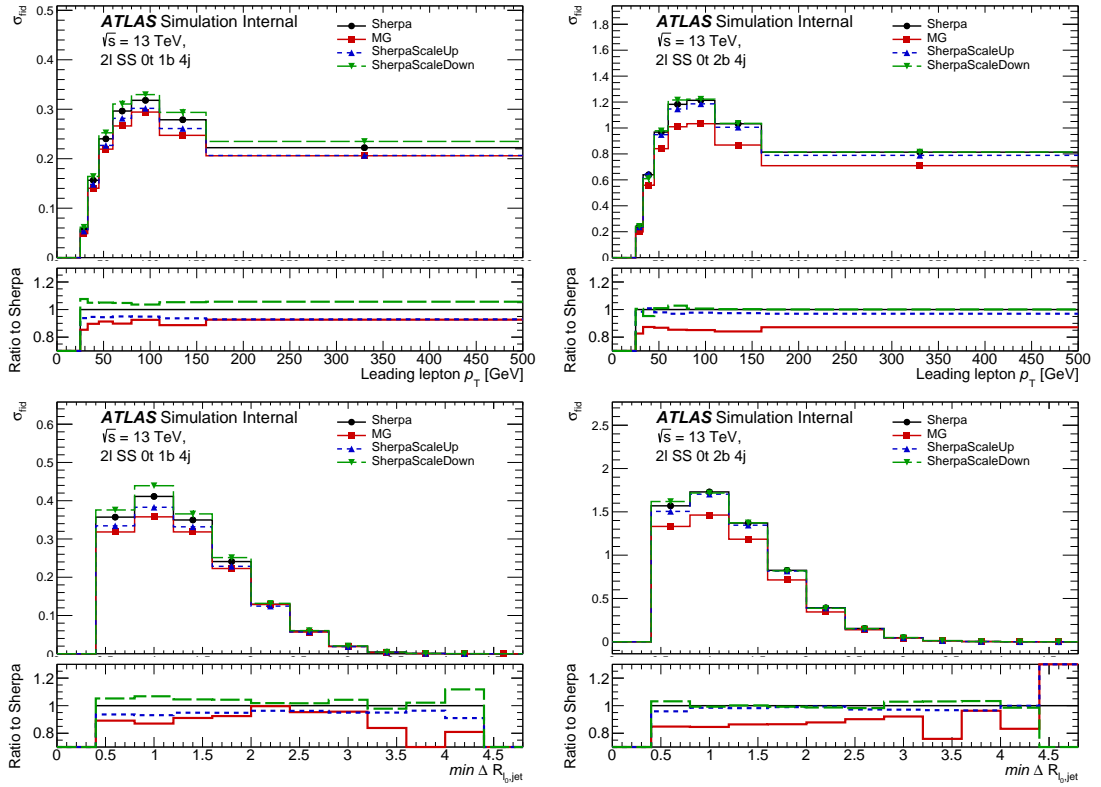 σfid
ATLAS Simulation Internal
√s = 13 TeV,
2l SS 0t 1b 4j
Sherpa
MG
SherpaScaleUp
SherpaScaleDown
0.5
0.4
0.3
0.2
0.1
0
Ratio to Sherpa
1.2
1
0.8
0 50 100 150 200 250 300 350 400 450 500
Leading lepton pT [GeV]
σfid
ATLAS Simulation Internal
√s = 13 TeV,
2l SS 0t 2b 4j
Sherpa
MG
SherpaScaleUp
SherpaScaleDown
1.8
1.6
1.4
1.2
1.0
0.8
0.6
0.4
0.2
0
Ratio to Sherpa
1.2
1
0.8
0 50 100 150 200 250 300 350 400 450 500
Leading lepton pT [GeV]
σfid
ATLAS Simulation Internal
√s = 13 TeV,
2l SS 0t 1b 4j
Sherpa
MG
SherpaScaleUp
SherpaScaleDown
0.6
0.5
0.4
0.3
0.2
0.1
0
Ratio to Sherpa
1.2
1
0.8
0 0.5 1 1.5 2 2.5 3 3.5 4 4.5
min Δ Rl0,jet
σfid
ATLAS Simulation Internal
√s = 13 TeV,
2l SS 0t 2b 4j
Sherpa
MG
SherpaScaleUp
SherpaScaleDown
2.5
2
1.5
1
0.5
0
Ratio to Sherpa
1.2
1
0.8
0 0.5 1 1.5 2 2.5 3 3.5 4 4.5
min Δ Rl0,jet